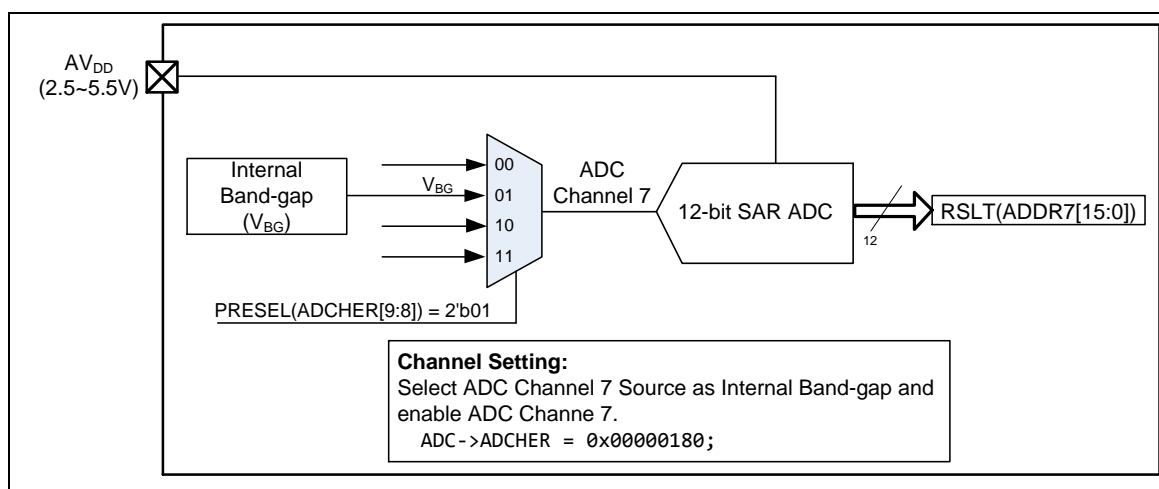 AVDD
(2.5~5.5V)
Internal
Band-gap
(VBG)
VBG
00
01
10
11
ADC
Channel 7
12-bit SAR ADC
12
RSLT(ADDR7[15:0])
PRESEL(ADCHER[9:8]) = 2'b01
Channel Setting:
Select ADC Channel 7 Source as Internal Band-gap and
enable ADC Channe 7.
ADC->ADCHER = 0x00000180;